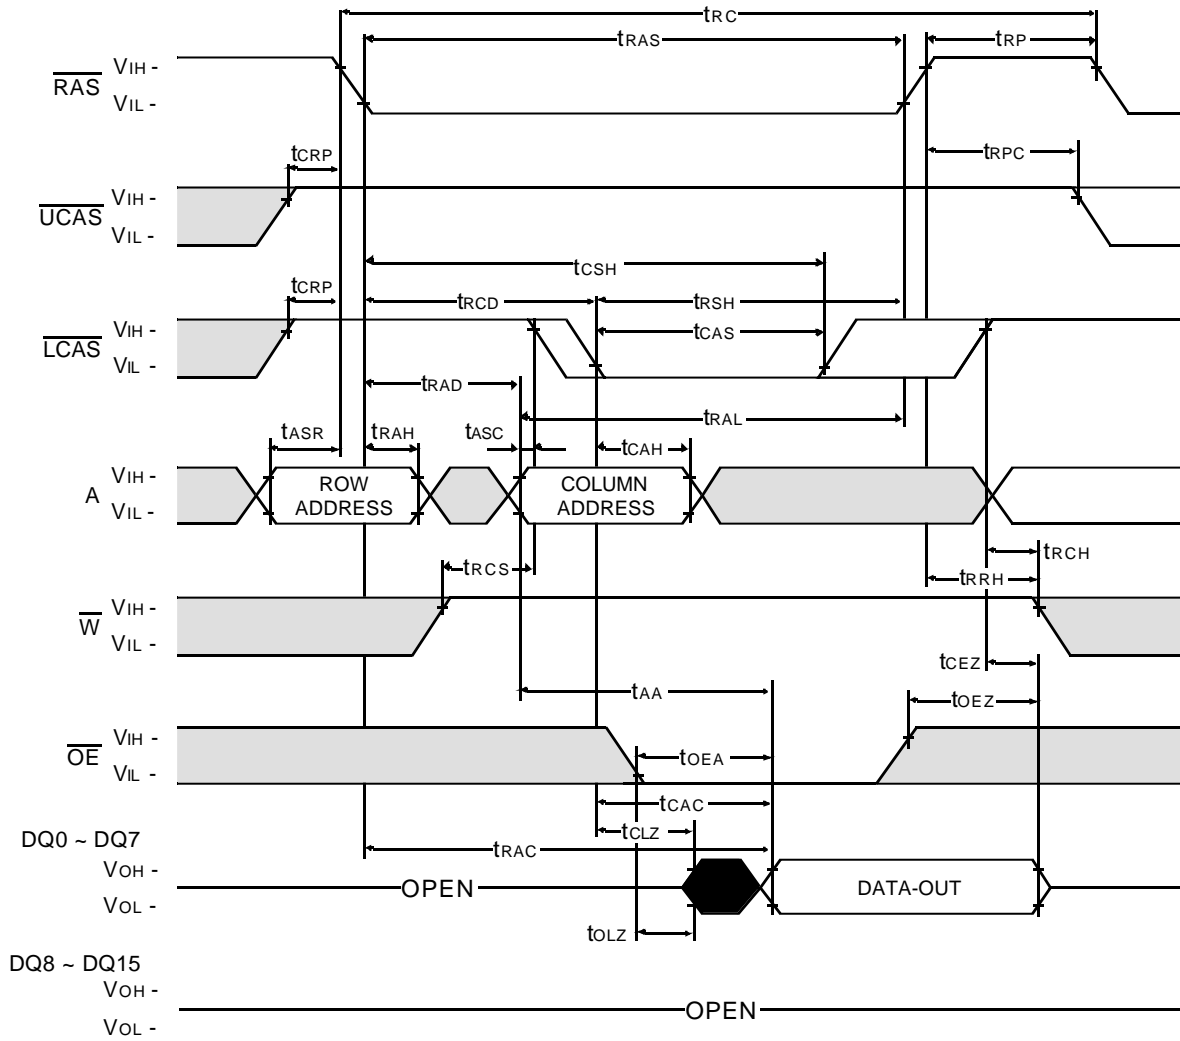 tRC
tRAS
tRP
RAS
VIH -
VIL -
tCRP
tRPC
UCAS
VIH -
VIL -
tCSH
tCRP
tRCD
tRSH
LCAS
VIH -
VIL -
tCAS
tRAD
tRAL
tASR
tRAH
tASC
tCAH
A
VIH -
VIL -
ROW
ADDRESS
COLUMN
ADDRESS
tRCS
tRCH
tRRH
W
VIH -
VIL -
tCEZ
tAA
tOEZ
OE
VIH -
VIL -
tOEA
tCAC
tCLZ
tRAC
DQ0 ~ DQ7
VOH -
VOL -
OPEN
DATA-OUT
tOLZ
DQ8 ~ DQ15
VOH -
VOL -
OPEN